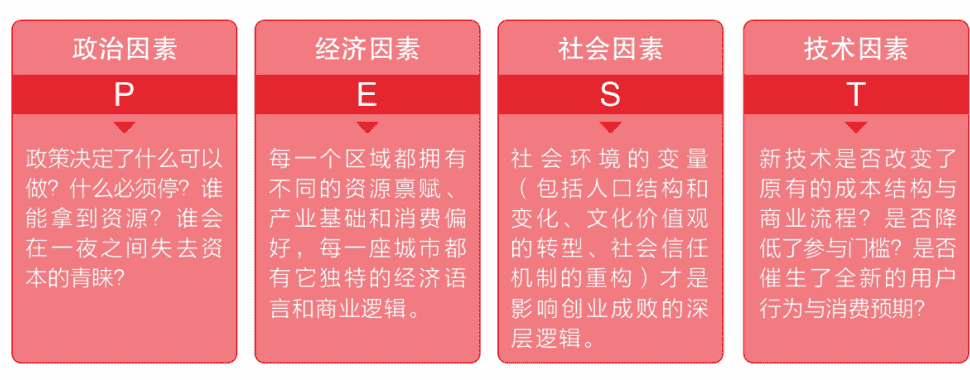 政治因素
P
政策决定了什么可以
做？什么必须停？谁
能拿到资源？谁会
在一夜之间失去资
本的青睐？
经济因素
E
每一个区域都拥有
不同的资源禀赋、
产业基础和消费偏
好，每一座城市都
有它独特的经济语
言和商业逻辑。
社会因素
S
社会环境的变量
（包括人口结构和
变化、文化价值观
的转型、社会信任
机制的重构）才是
影响创业成败的深
层逻辑。
技术因素
T
新技术是否改变了
原有的成本结构与
商业流程？是否降
低了参与门槛？是否
催生了全新的用户
行为与消费预期？